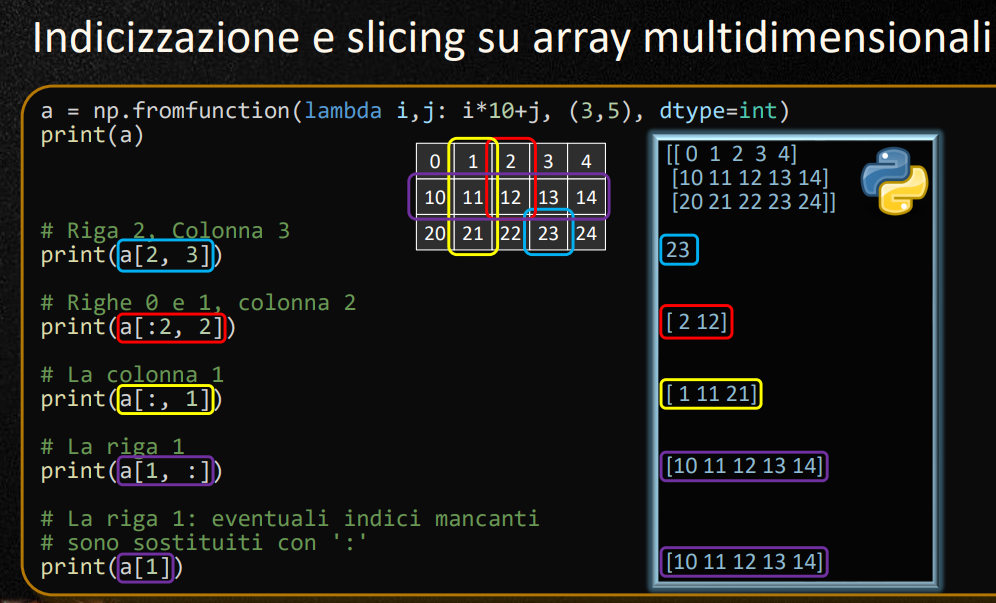 Indicizzazione e slicing su array multidimensionali
a = np.fromfunction(lambda i,j: i*10+j, (3,5), dtype=int)
print(a)
0 1 2 3 4
10 11 12 13 14
20 21 22 23 24
# Riga 2, Colonna 3
print(a[2, 3])
# Righe 0 e 1, colonna 2
print(a[:2, 2])
# La colonna 1
print(a[:, 1])
# La riga 1
print(a[1, :])
# La riga 1: eventuali indici mancanti
# sono sostituiti con ':'
print(a[1])
[[ 0 1 2 3 4]
[10 11 12 13 14]
[20 21 22 23 24]]
23
[ 2 12]
[ 1 11 21]
[10 11 12 13 14]
[10 11 12 13 14]